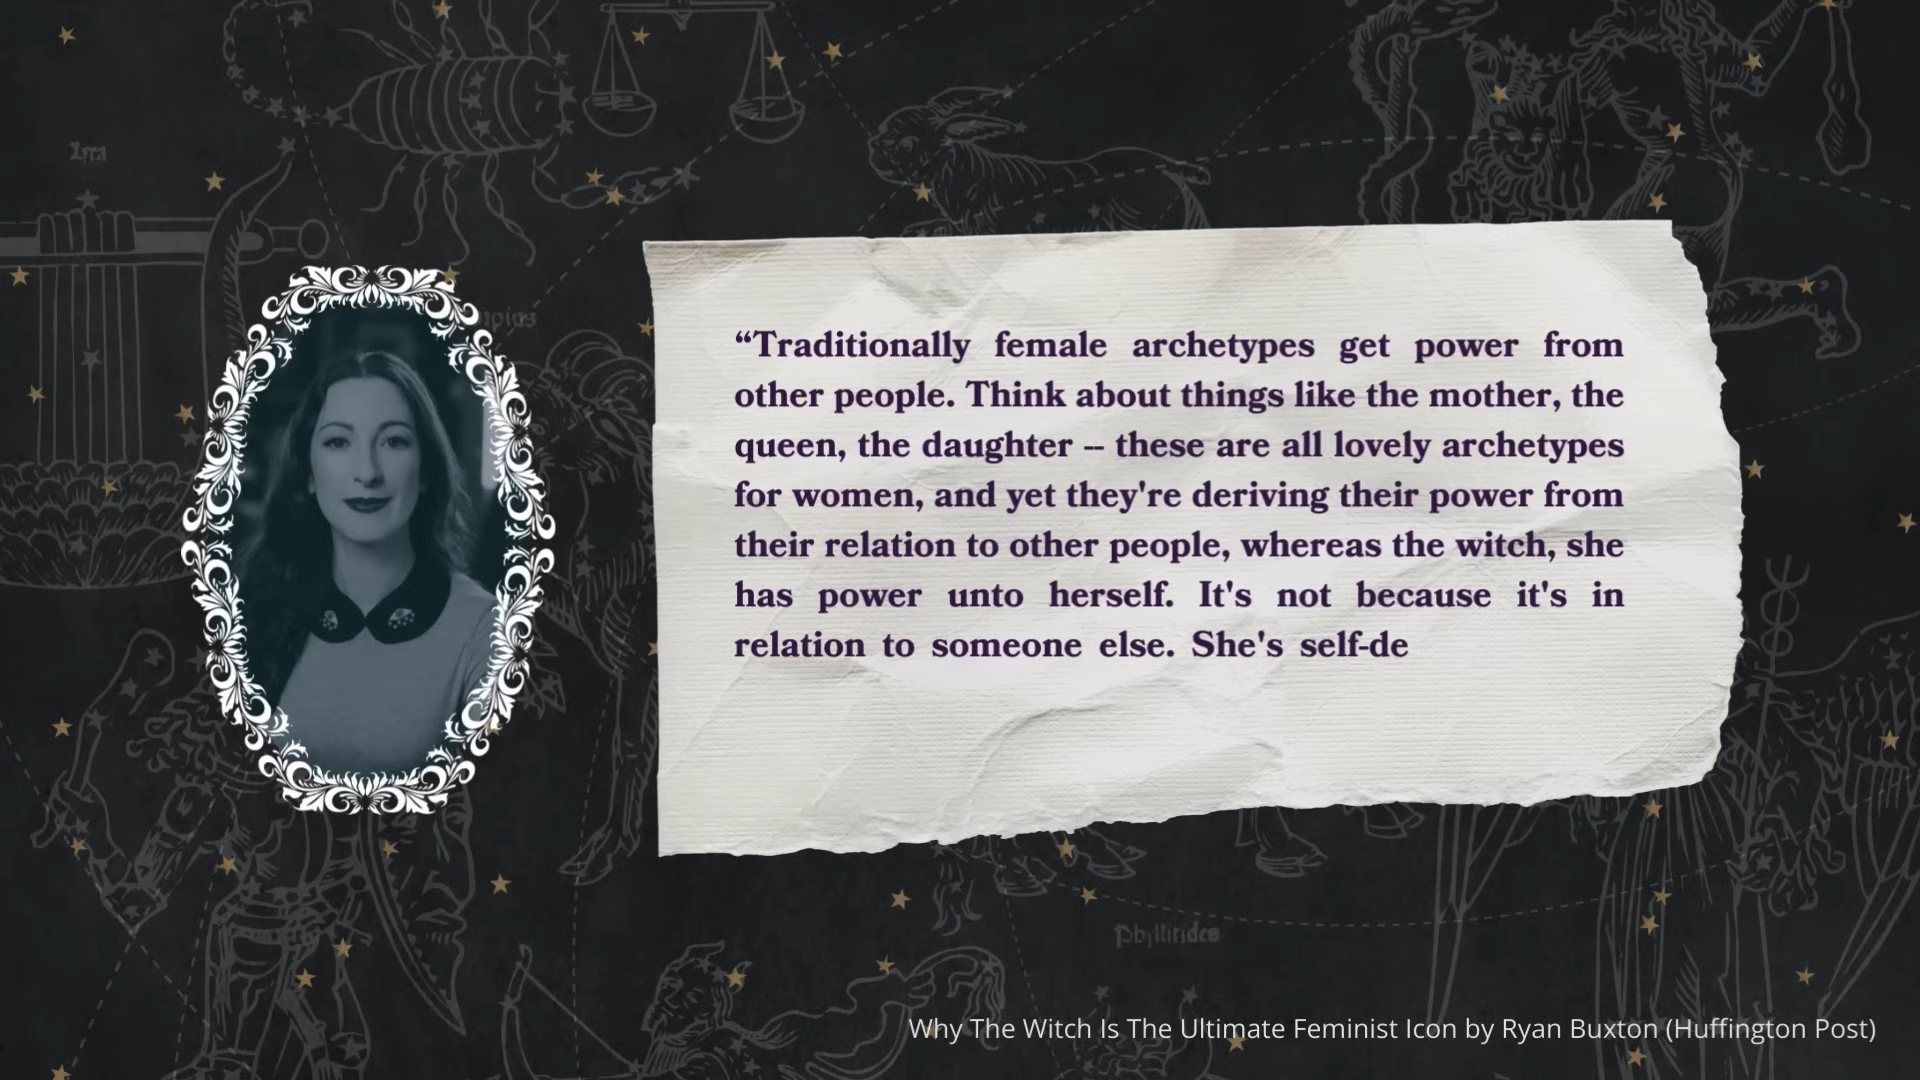 “Traditionally female archetypes get power from
other people. Think about things like the mother, the
queen, the daughter -- these are all lovely archetypes
for women, and yet they're deriving their power from
their relation to other people, whereas the witch, she
has power unto herself. It's not because it's in
relation to someone else. She's self-de
Phyllirides
Why The Witch Is The Ultimate Feminist Icon by Ryan Buxton (Huffington Post)